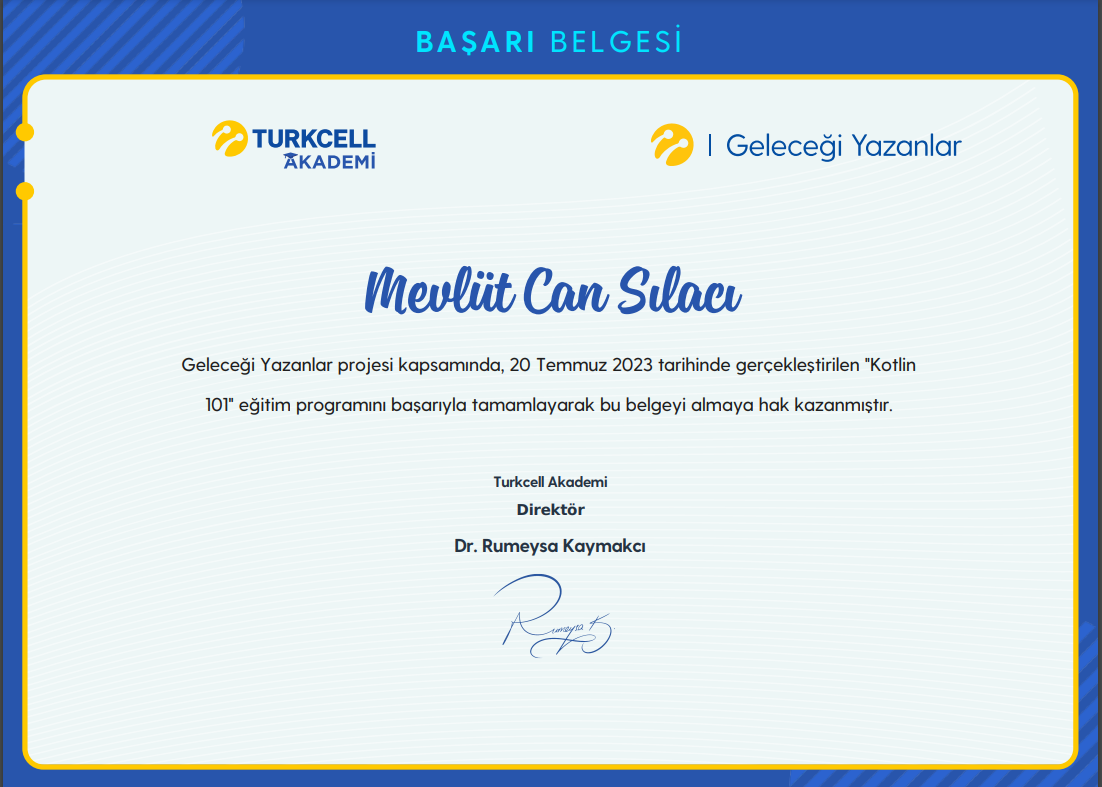 BAŞARI BELGESİ
TURKCELL
AKADEMİ
Geleceği Yazanlar
Mevlüt Can Sılacı
Geleceği Yazanlar projesi kapsamında, 20 Temmuz 2023 tarihinde gerçekleştirilen "Kotlin
101" eğitim programını başarıyla tamamlayarak bu belgeyi almaya hak kazanmıştır.
Turkcell Akademi
Direktör
Dr. Rumeysa Kaymakcı
Rumeysa K.